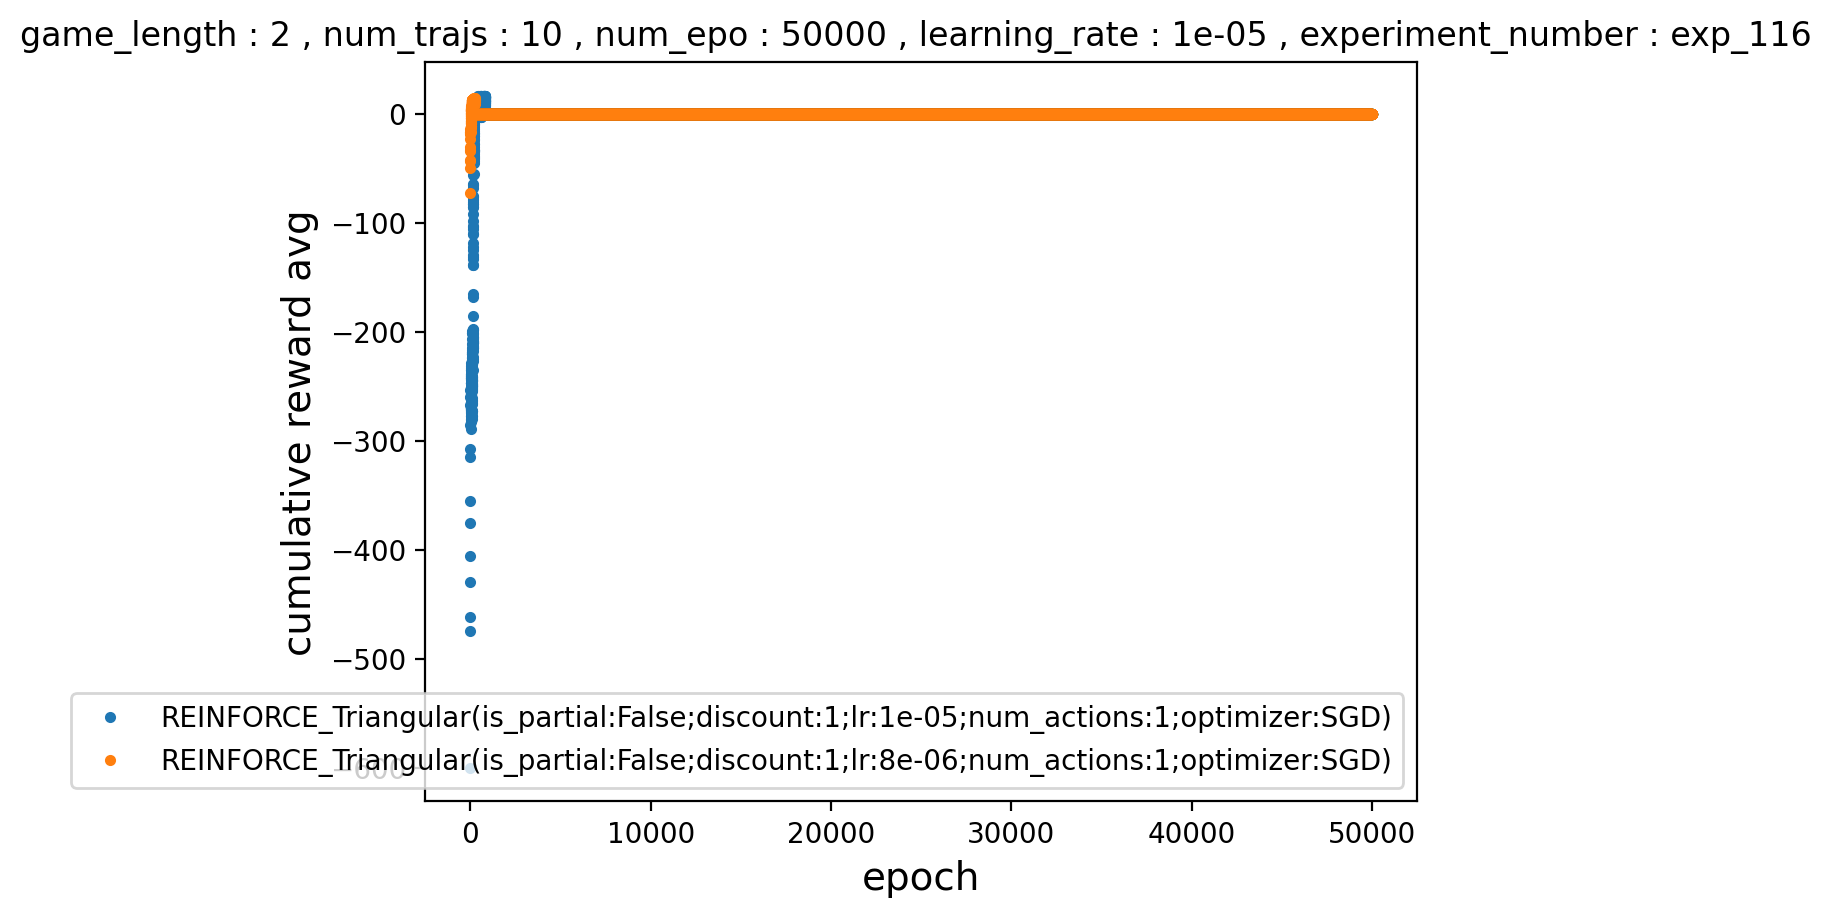 game_length : 2 , num_trajs : 10 , num_epo : 50000 , learning_rate : 1e-05 , experiment_number : exp_116
cumulative reward avg
0
−100
−200
−300
−400
−500
−600
REINFORCE_Triangular(is_partial:False;discount:1;lr:1e-05;num_actions:1;optimizer:SGD)
REINFORCE_Triangular(is_partial:False;discount:1;lr:8e-06;num_actions:1;optimizer:SGD)
0 10000 20000 30000 40000 50000
epoch